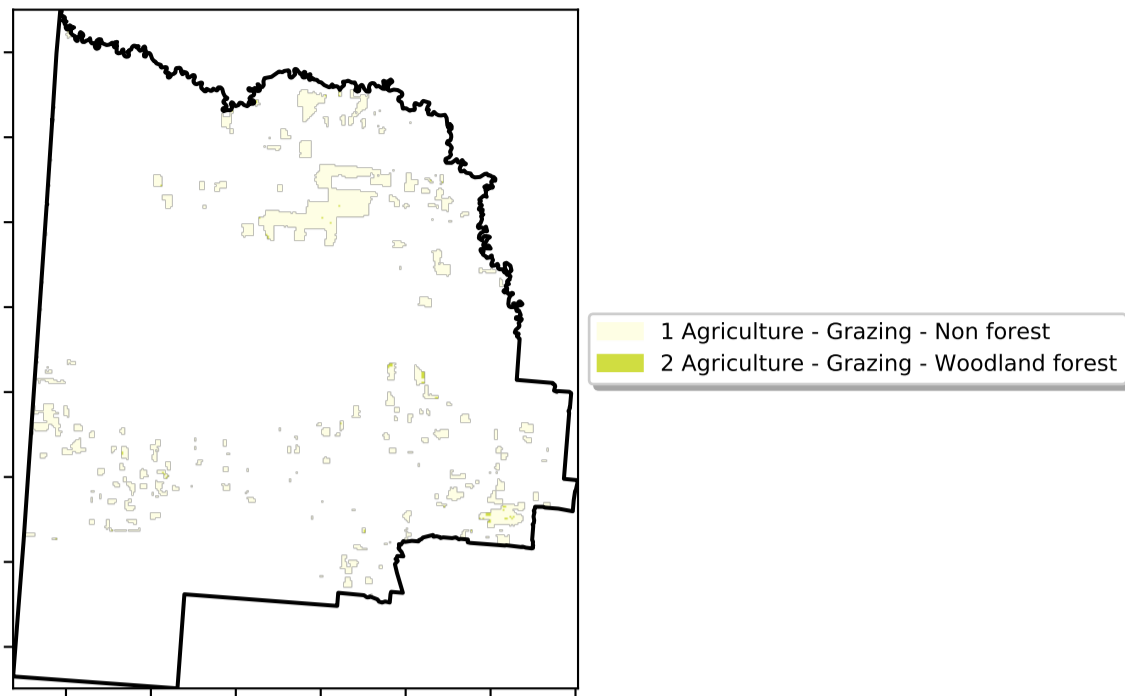 1 Agriculture - Grazing - Non forest
2 Agriculture - Grazing - Woodland forest